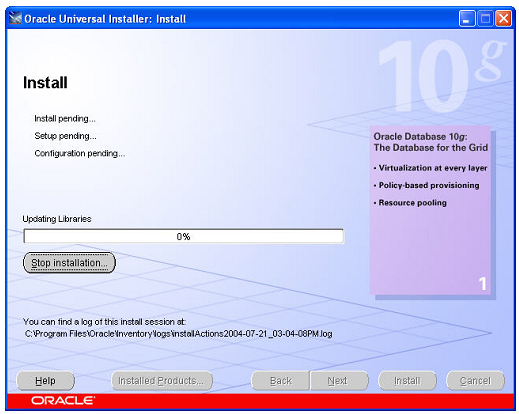 Oracle Universal Installer: Install
10g
Install
Install pending...
Setup pending...
Configuration pending...
Oracle Database 10g:
The Database for the Grid
• Virtualization at every layer
• Policy-based provisioning
• Resource pooling
1
Updating Libraries
0%
Stop installation...
You can find a log of this install session at:
C:\Program Files\Oracle\Inventory\logs\installActions2004-07-21_03-04-08PM.log
Help
Installed Products...
Back
Next
Install
Cancel
ORACLE